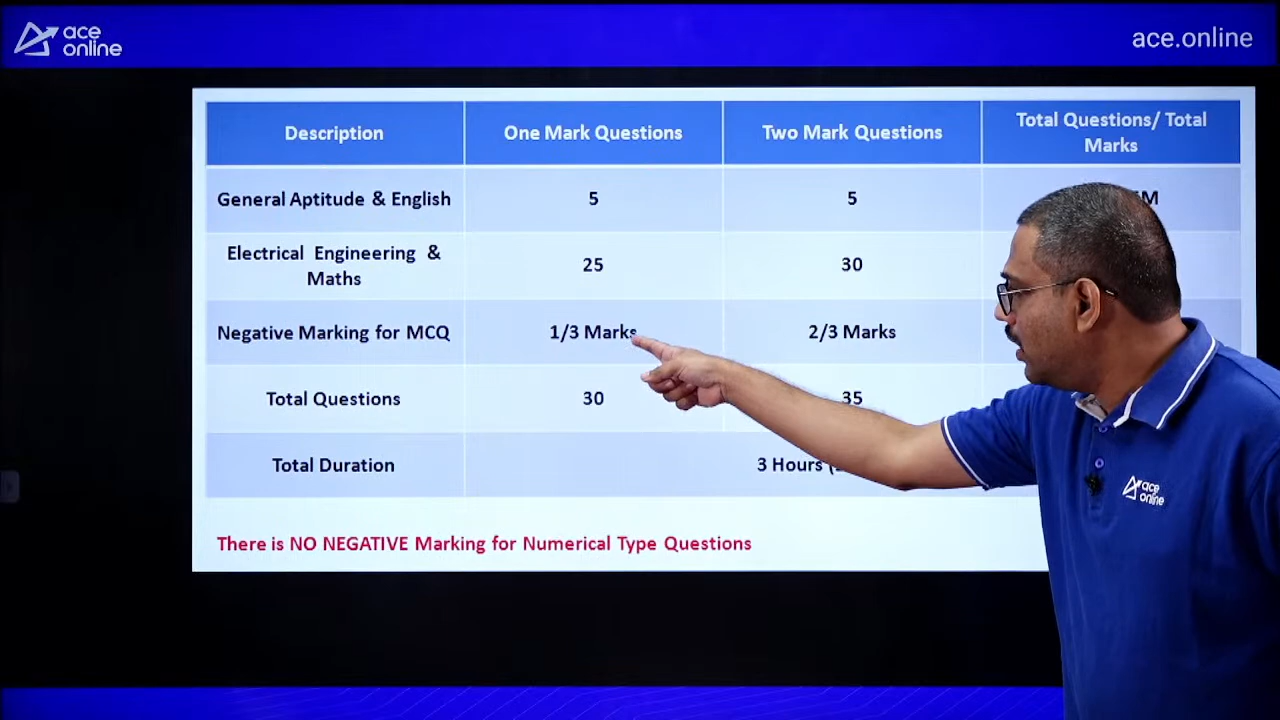 ace
online
ace.online
Description
One Mark Questions
Two Mark Questions
Total Questions/ Total
Marks
General Aptitude & English
5
5
M
Electrical Engineering &
Maths
25
30
Negative Marking for MCQ
1/3 Marks
2/3 Marks
Total Questions
30
35
Total Duration
3 Hours (
There is NO NEGATIVE Marking for Numerical Type Questions
ace
online